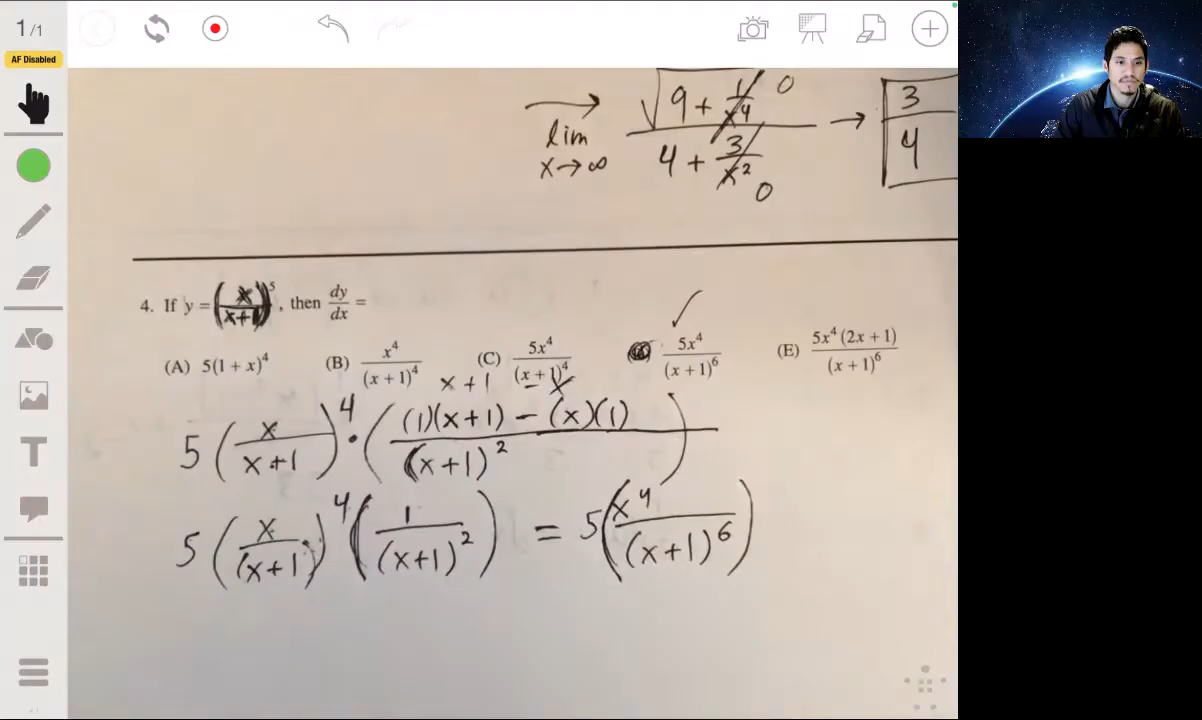 1/1
AF Disabled
T
lim x→∞ √(9 + 1/x⁴) 0 / 4 + 3/x² 0 → 3/4
4. If y = (x/(x+1))⁵, then dy/dx =
(A) 5(1 + x)⁴ (B) x⁴/(x + 1)⁴ (C) 5x⁴/(x + 1)⁴ 5x⁴/(x + 1)⁶ (E) 5x⁴(2x + 1)/(x + 1)⁶
x + 1 − x
5(x/(x+1))⁴ · ((1)(x+1) − (x)(1)/(x+1)²)
5(x/(x+1))⁴ (1/(x+1)²) = 5(x⁴/(x+1)⁶)